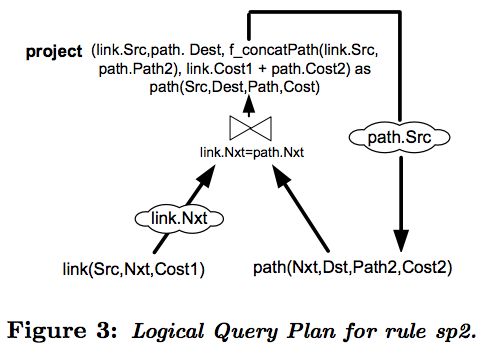 project (link.Src,path. Dest, f_concatPath(link.Src,
path.Path2), link.Cost1 + path.Cost2) as
path(Src,Dest,Path,Cost)
path.Src
link.Nxt=path.Nxt
link.Nxt
link(Src,Nxt,Cost1)
path(Nxt,Dst,Path2,Cost2)
Figure 3: Logical Query Plan for rule sp2.